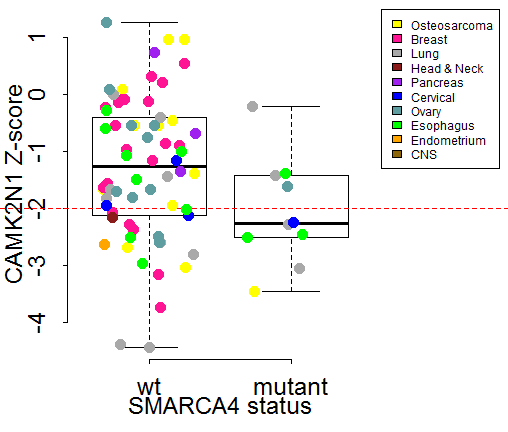 CAMK2N1 Z-score
1
0
-1
-2
-3
-4
wt
mutant
SMARCA4 status
Osteosarcoma
Breast
Lung
Head & Neck
Pancreas
Cervical
Ovary
Esophagus
Endometrium
CNS